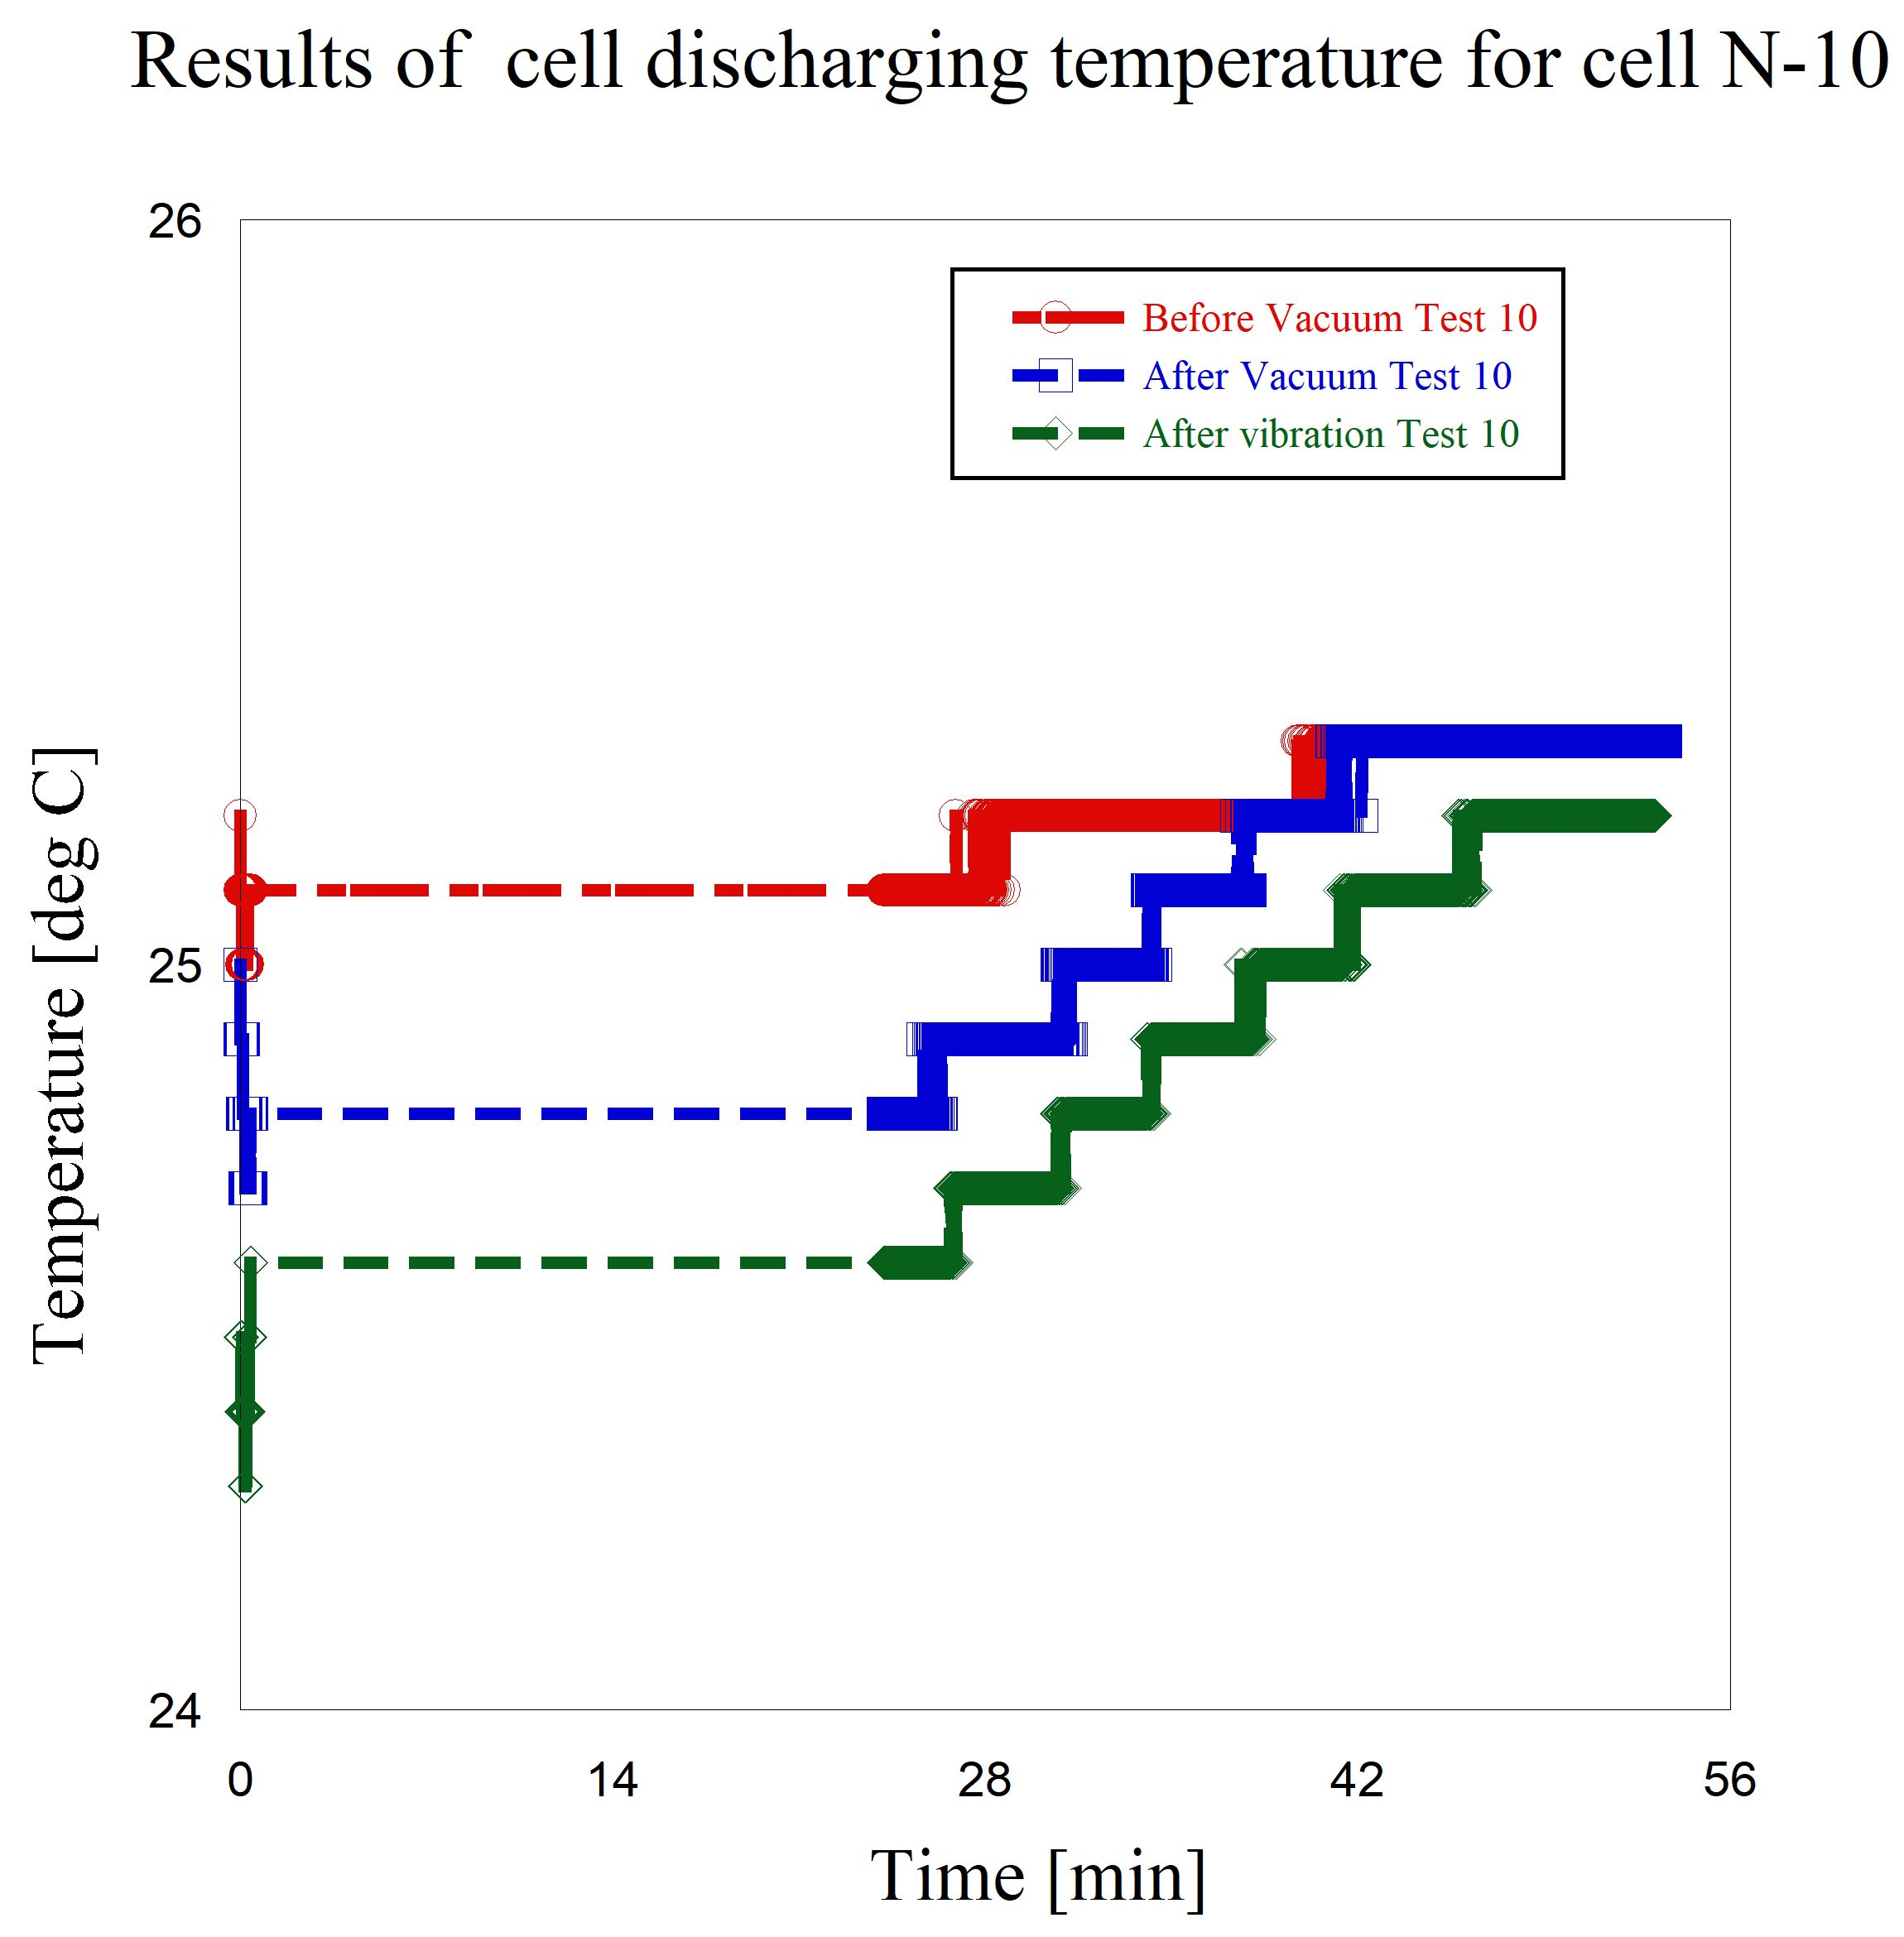 Results of  cell discharging temperature for cell N-10
26
Before Vacuum Test 10
After Vacuum Test 10
After vibration Test 10
Temperature [deg C]
25
24
0 14 28 42 56
Time [min]